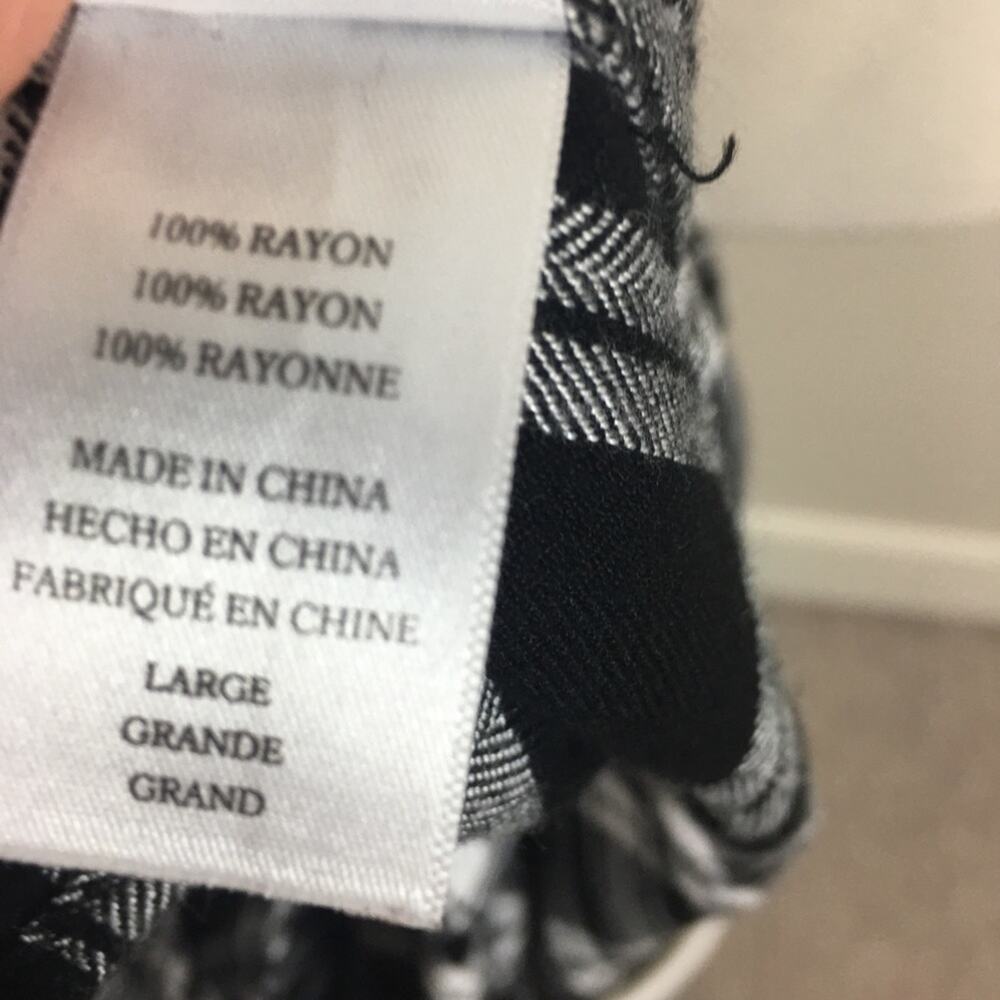 100% RAYON
100% RAYON
100% RAYONNE
MADE IN CHINA
HECHO EN CHINA
FABRIQUÉ EN CHINE
LARGE
GRANDE
GRAND